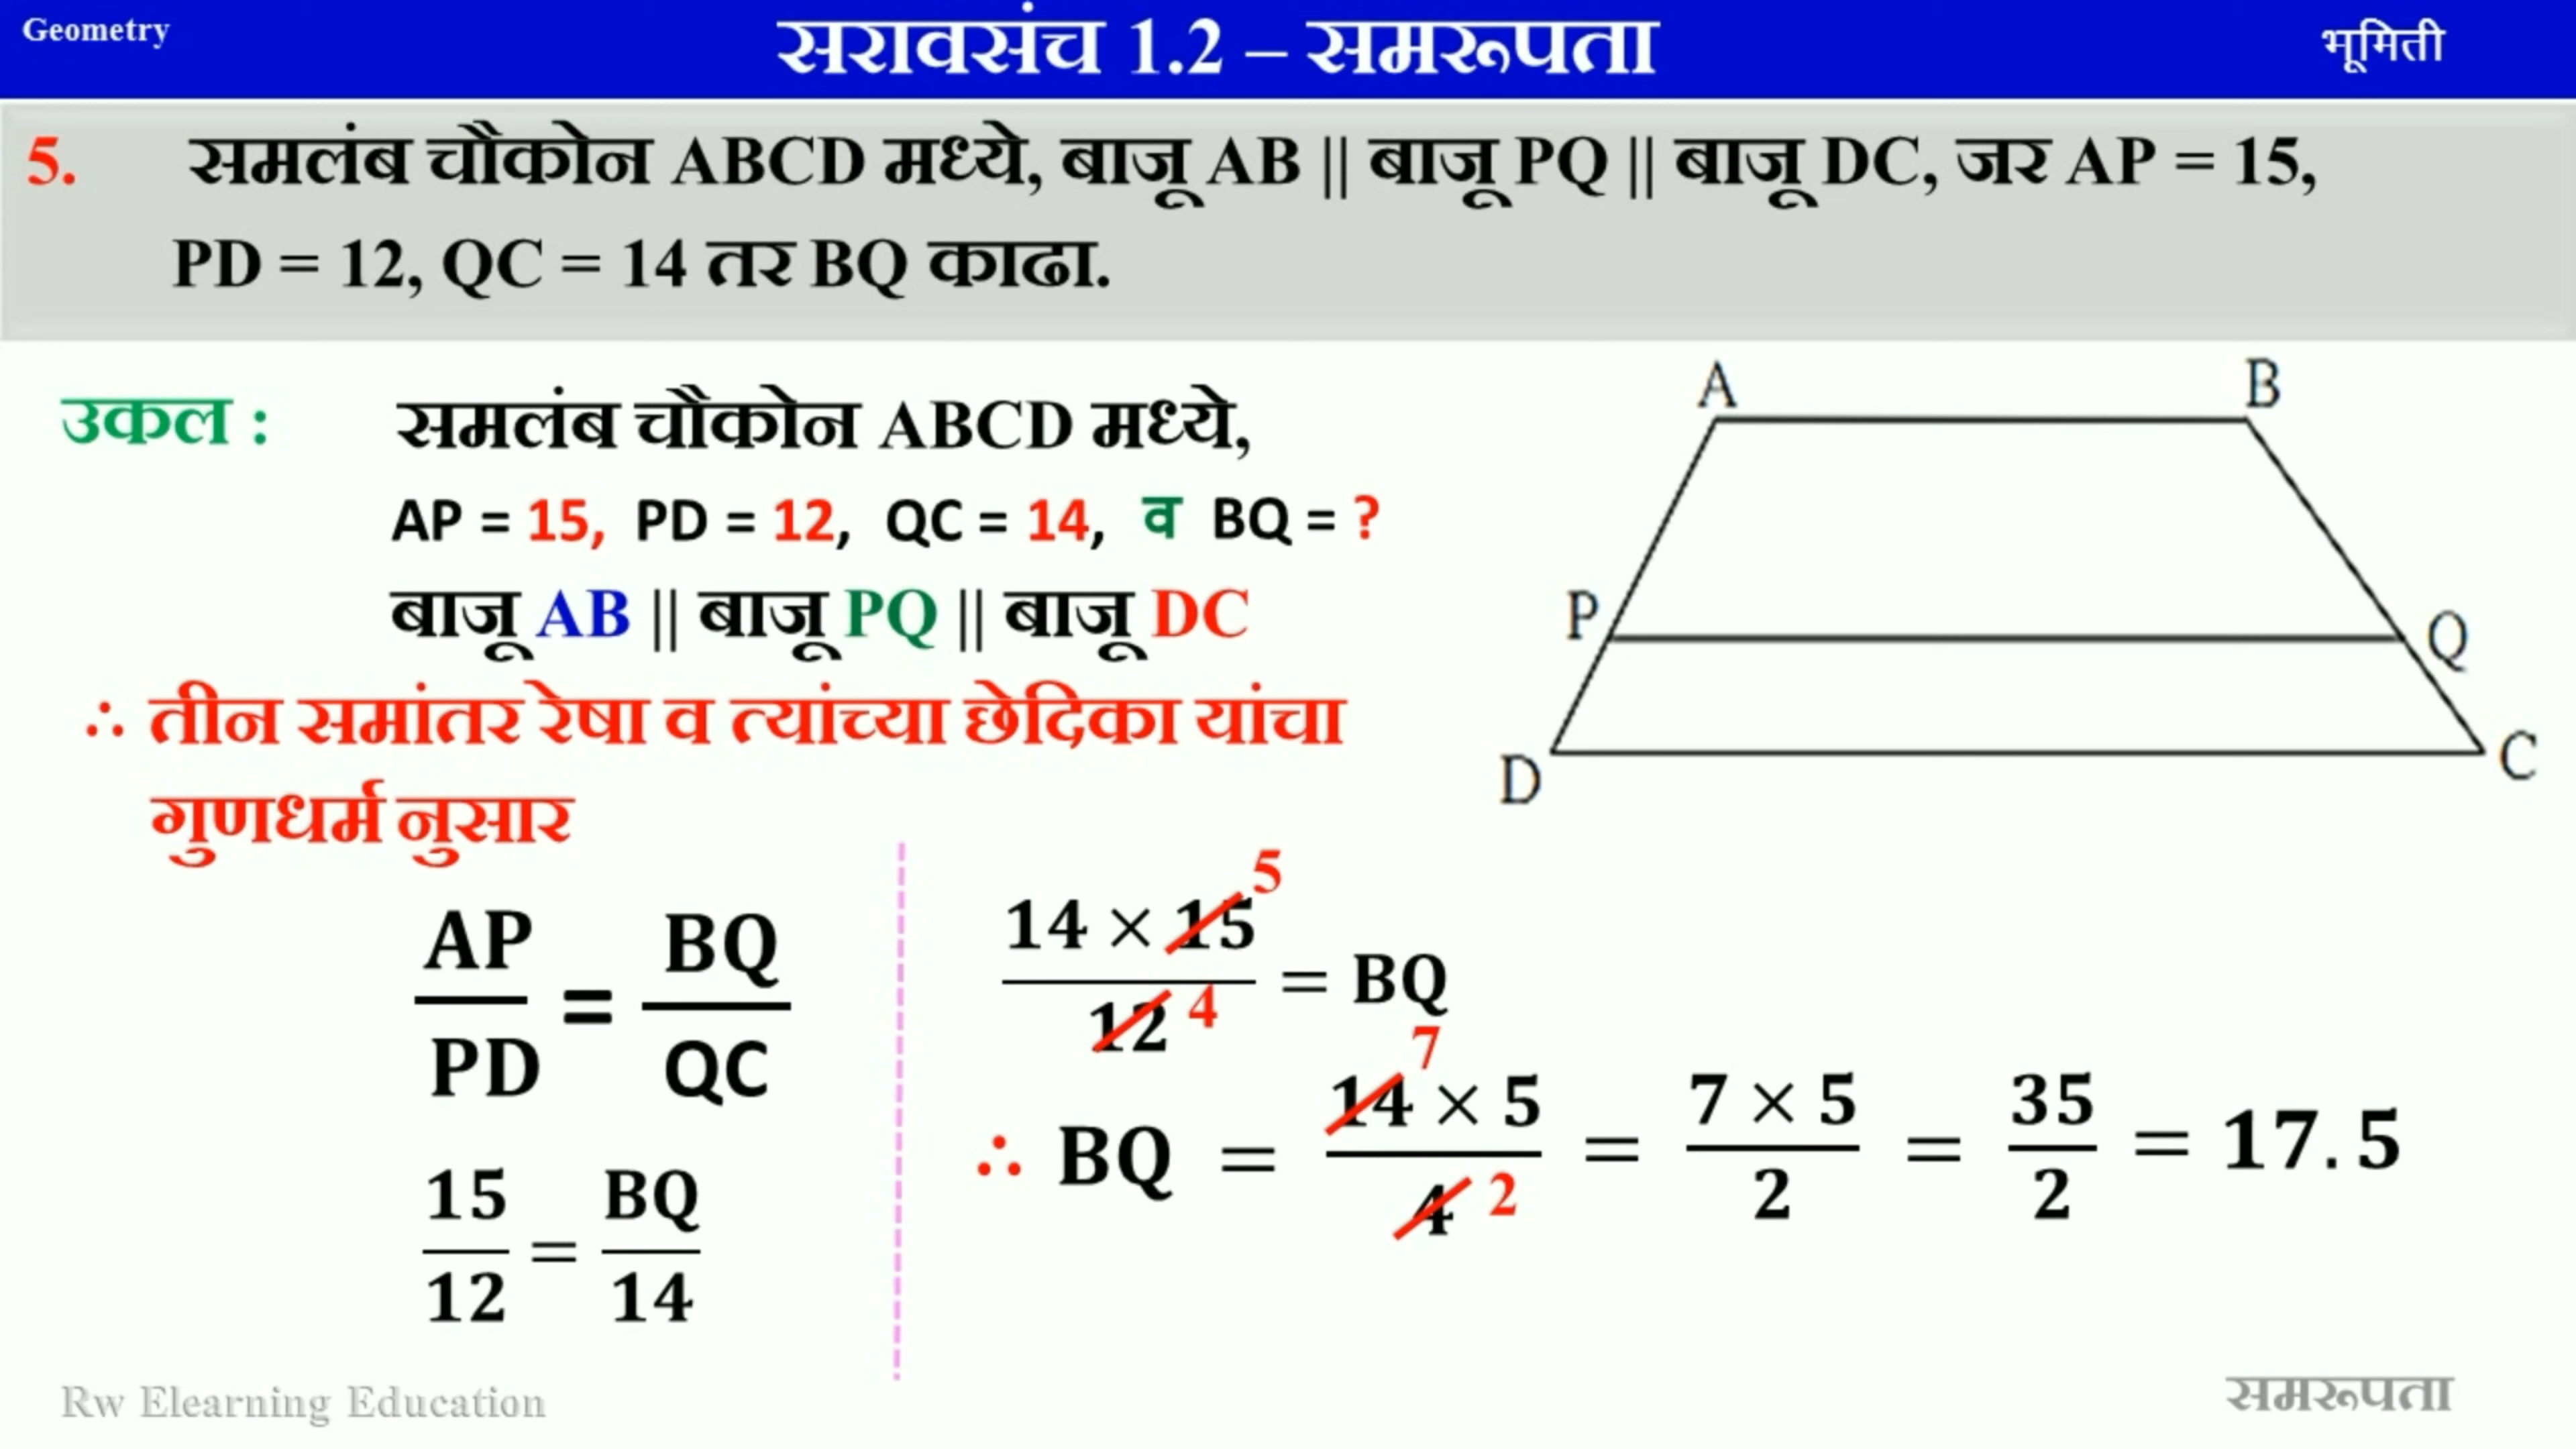 Geometry
सरावसंच 1.2 – समरूपता
भूमिती
5. समलंब चौकोन ABCD मध्ये, बाजू AB || बाजू PQ || बाजू DC, जर AP = 15,
PD = 12, QC = 14 तर BQ काढा.
उकल : समलंब चौकोन ABCD मध्ये,
AP = 15, PD = 12, QC = 14, व BQ = ?
बाजू AB || बाजू PQ || बाजू DC
∴ तीन समांतर रेषा व त्यांच्या छेदिका यांचा
गुणधर्म नुसार
A
B
P
Q
D
C
AP
BQ
=
PD
QC
15
BQ
=
12
14
5
14 × 15
= BQ
12 4
7
14 × 5
7 × 5
35
∴ BQ = = = = 17.5
4 2
2
2
Rw Elearning Education
समरूपता